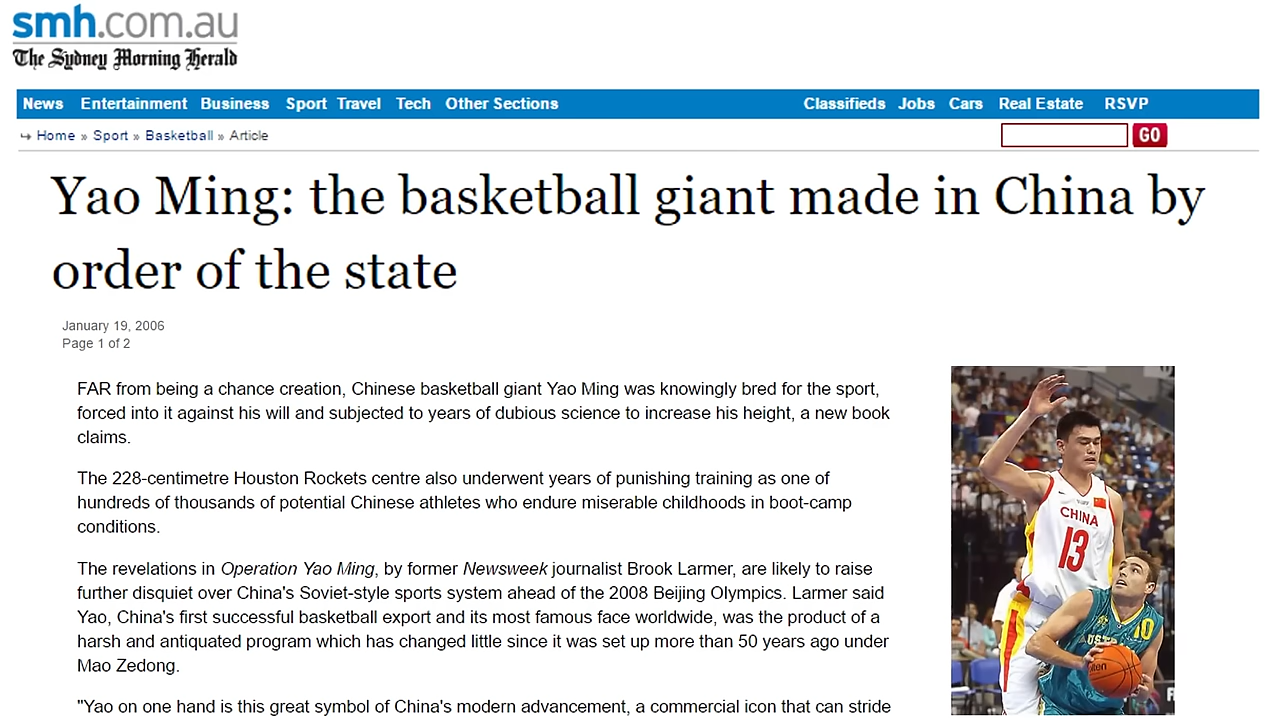 smh.com.au
The Sydney Morning Herald
News Entertainment Business Sport Travel Tech Other Sections Classifieds Jobs Cars Real Estate RSVP
↪ Home » Sport » Basketball » Article GO
Yao Ming: the basketball giant made in China by
order of the state
January 19, 2006
Page 1 of 2
FAR from being a chance creation, Chinese basketball giant Yao Ming was knowingly bred for the sport,
forced into it against his will and subjected to years of dubious science to increase his height, a new book
claims.
The 228-centimetre Houston Rockets centre also underwent years of punishing training as one of
hundreds of thousands of potential Chinese athletes who endure miserable childhoods in boot-camp
conditions.
The revelations in Operation Yao Ming, by former Newsweek journalist Brook Larmer, are likely to raise
further disquiet over China's Soviet-style sports system ahead of the 2008 Beijing Olympics. Larmer said
Yao, China's first successful basketball export and its most famous face worldwide, was the product of a
harsh and antiquated program which has changed little since it was set up more than 50 years ago under
Mao Zedong.
"Yao on one hand is this great symbol of China's modern advancement, a commercial icon that can stride
CHINA
13
10